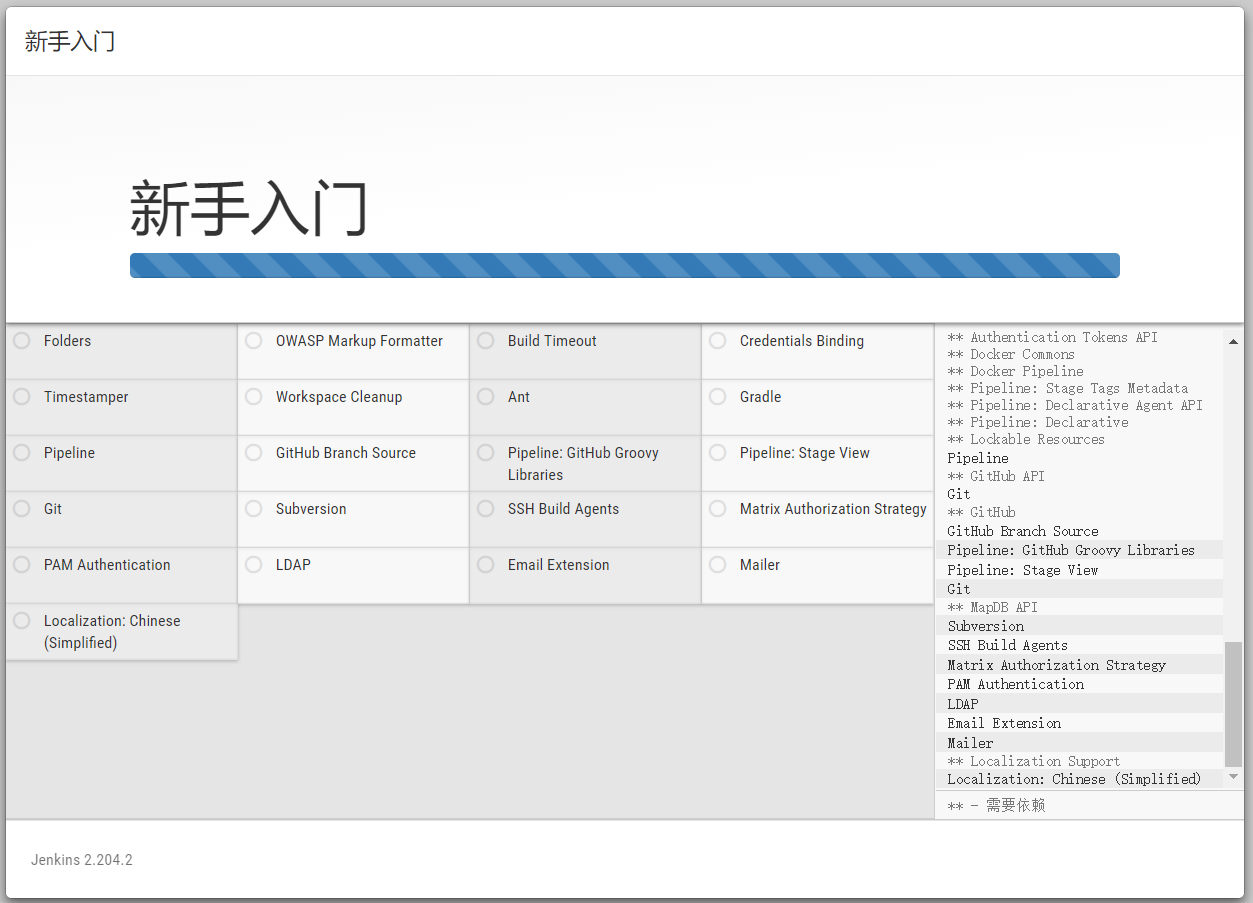 新手入门
新手入门
Folders
OWASP Markup Formatter
Build Timeout
Credentials Binding
Timestamper
Workspace Cleanup
Ant
Gradle
Pipeline
GitHub Branch Source
Pipeline: GitHub Groovy
Libraries
Pipeline: Stage View
Git
Subversion
SSH Build Agents
Matrix Authorization Strategy
PAM Authentication
LDAP
Email Extension
Mailer
Localization: Chinese
(Simplified)
** Authentication Tokens API
** Docker Commons
** Docker Pipeline
** Pipeline: Stage Tags Metadata
** Pipeline: Declarative Agent API
** Pipeline: Declarative
** Lockable Resources
Pipeline
** GitHub API
Git
** GitHub
GitHub Branch Source
Pipeline: GitHub Groovy Libraries
Pipeline: Stage View
Git
** MapDB API
Subversion
SSH Build Agents
Matrix Authorization Strategy
PAM Authentication
LDAP
Email Extension
Mailer
** Localization Support
Localization: Chinese (Simplified)
** - 需要依赖
Jenkins 2.204.2